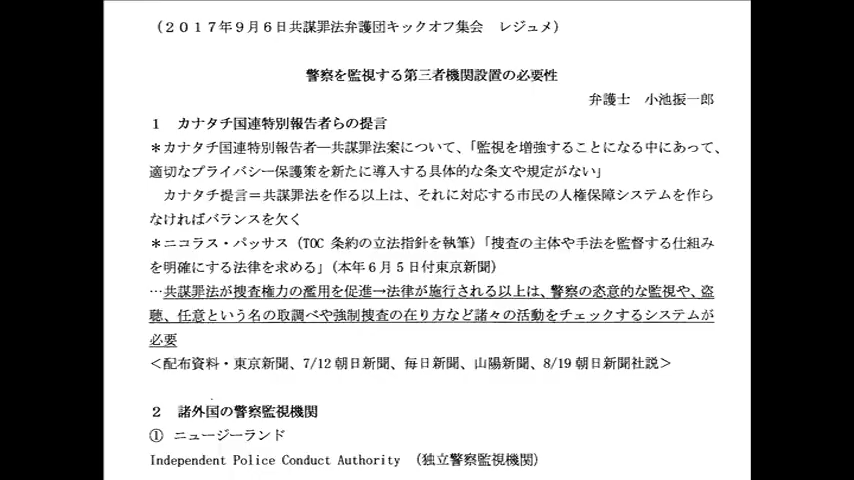 （２０１７年９月６日共謀罪法弁護団キックオフ集会　レジュメ）
警察を監視する第三者機関設置の必要性
弁護士　小池振一郎
１　カナタチ国連特別報告者らの提言
＊カナタチ国連特別報告者―共謀罪法案について、「監視を増強することになる中にあって、
適切なプライバシー保護策を新たに導入する具体的な条文や規定がない」
カナタチ提言＝共謀罪法を作る以上は、それに対応する市民の人権保障システムを作ら
なければバランスを欠く
＊ニコラス・パッサス（TOC 条約の立法指針を執筆）「捜査の主体や手法を監督する仕組み
を明確にする法律を求める」（本年６月５日付東京新聞）
…共謀罪法が捜査権力の濫用を促進→法律が施行される以上は、警察の恣意的な監視や、盗
聴、任意という名の取調べや強制捜査の在り方など諸々の活動をチェックするシステムが
必要
＜配布資料・東京新聞、7/12 朝日新聞、毎日新聞、山陽新聞、8/19 朝日新聞社説＞
２　諸外国の警察監視機関
① ニュージーランド
Independent Police Conduct Authority （独立警察監視機関）